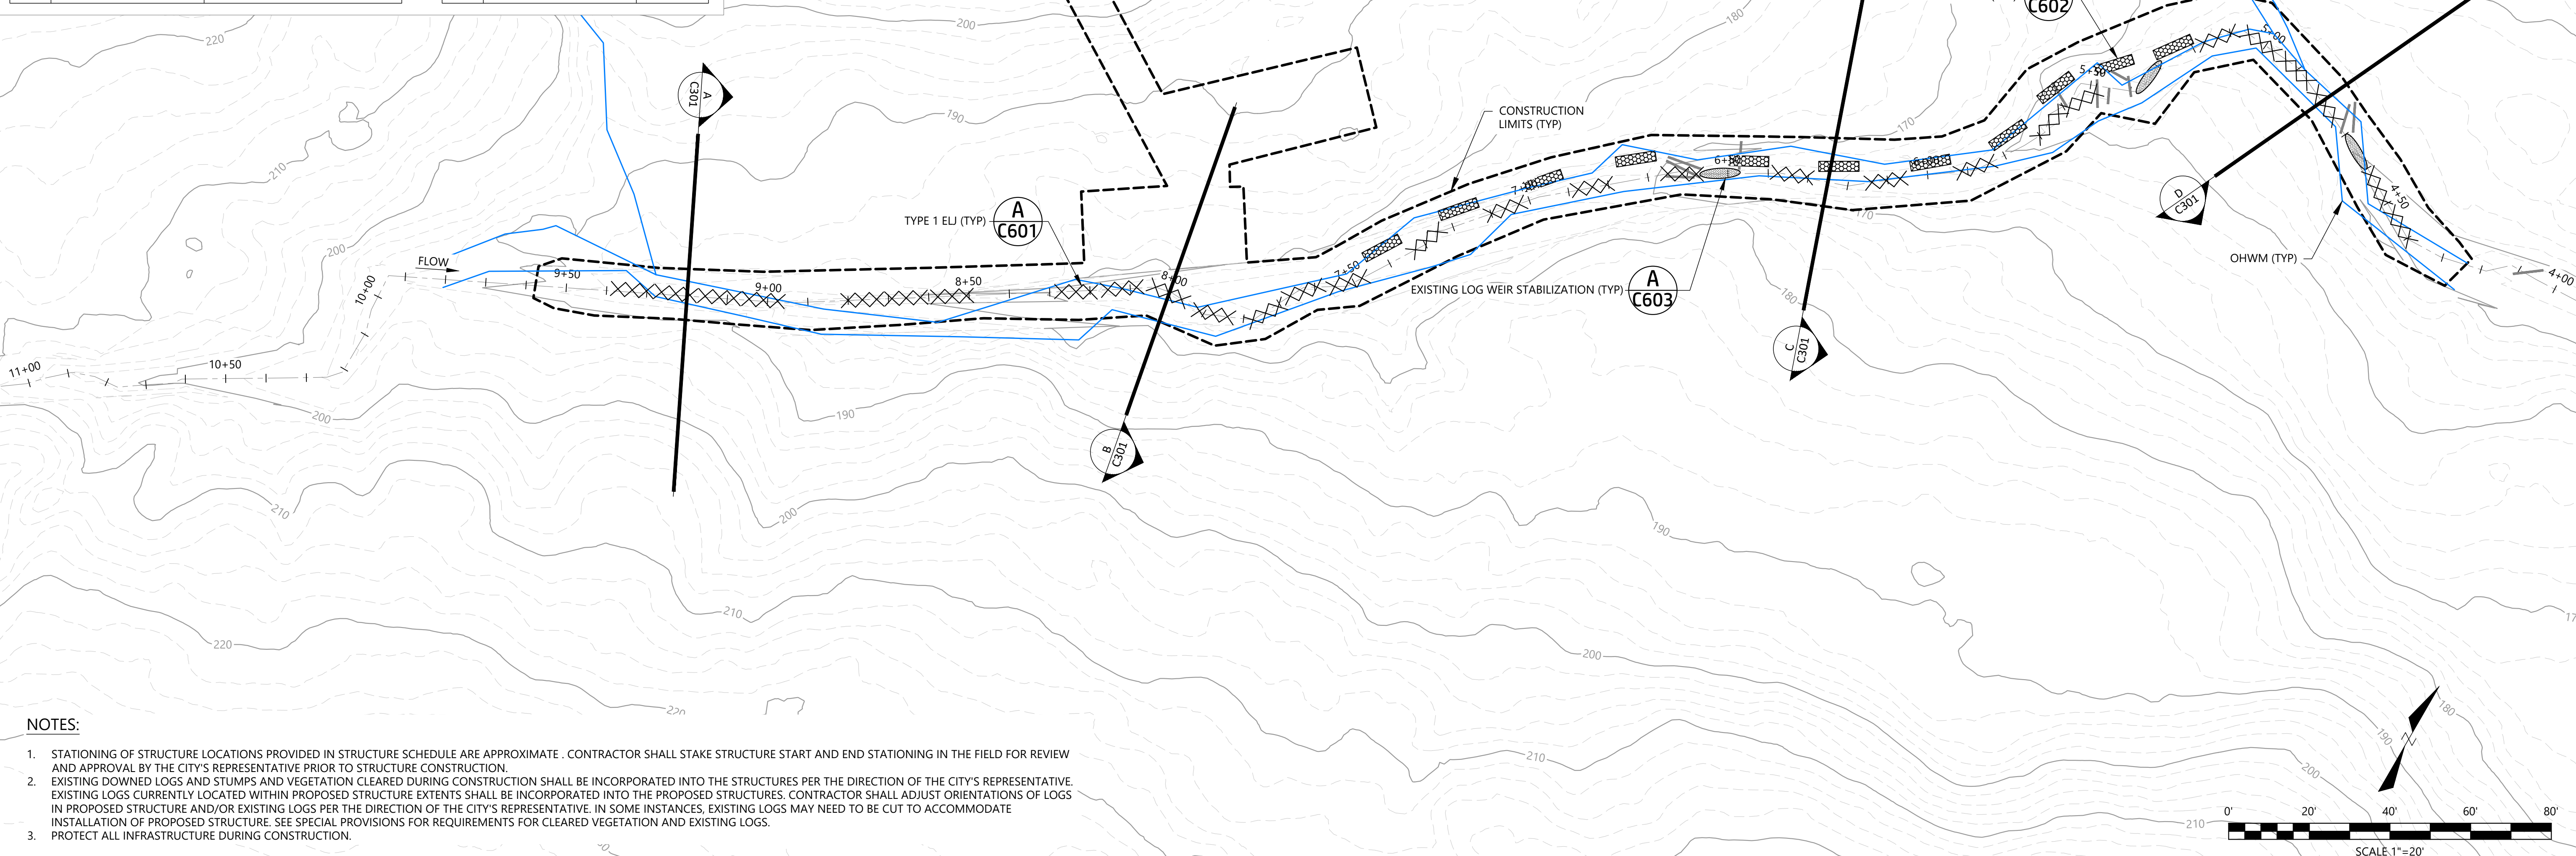 220
200
180
C602
A
C301
190
CONSTRUCTION
LIMITS (TYP)
170
5+50
5+00
210
6+50
6+00
D
C301
4+50
TYPE 1 ELJ (TYP)
A
C601
200
170
FLOW
9+50
9+00
8+50
8+00
7+50
OHWM (TYP)
4+00
10+00
EXISTING LOG WEIR STABILIZATION (TYP)
A
C603
180
11+00
10+50
C
C301
200
190
B
C301
210
200
190
210
220
200
220
180
190
N
210
200
210
NOTES:
1. STATIONING OF STRUCTURE LOCATIONS PROVIDED IN STRUCTURE SCHEDULE ARE APPROXIMATE . CONTRACTOR SHALL STAKE STRUCTURE START AND END STATIONING IN THE FIELD FOR REVIEW
AND APPROVAL BY THE CITY'S REPRESENTATIVE PRIOR TO STRUCTURE CONSTRUCTION.
2. EXISTING DOWNED LOGS AND STUMPS AND VEGETATION CLEARED DURING CONSTRUCTION SHALL BE INCORPORATED INTO THE STRUCTURES PER THE DIRECTION OF THE CITY'S REPRESENTATIVE.
EXISTING LOGS CURRENTLY LOCATED WITHIN PROPOSED STRUCTURE EXTENTS SHALL BE INCORPORATED INTO THE PROPOSED STRUCTURES. CONTRACTOR SHALL ADJUST ORIENTATIONS OF LOGS
IN PROPOSED STRUCTURE AND/OR EXISTING LOGS PER THE DIRECTION OF THE CITY'S REPRESENTATIVE. IN SOME INSTANCES, EXISTING LOGS MAY NEED TO BE CUT TO ACCOMMODATE
INSTALLATION OF PROPOSED STRUCTURE. SEE SPECIAL PROVISIONS FOR REQUIREMENTS FOR CLEARED VEGETATION AND EXISTING LOGS.
3. PROTECT ALL INFRASTRUCTURE DURING CONSTRUCTION.
0' 20' 40' 60' 80'
SCALE 1"=20'